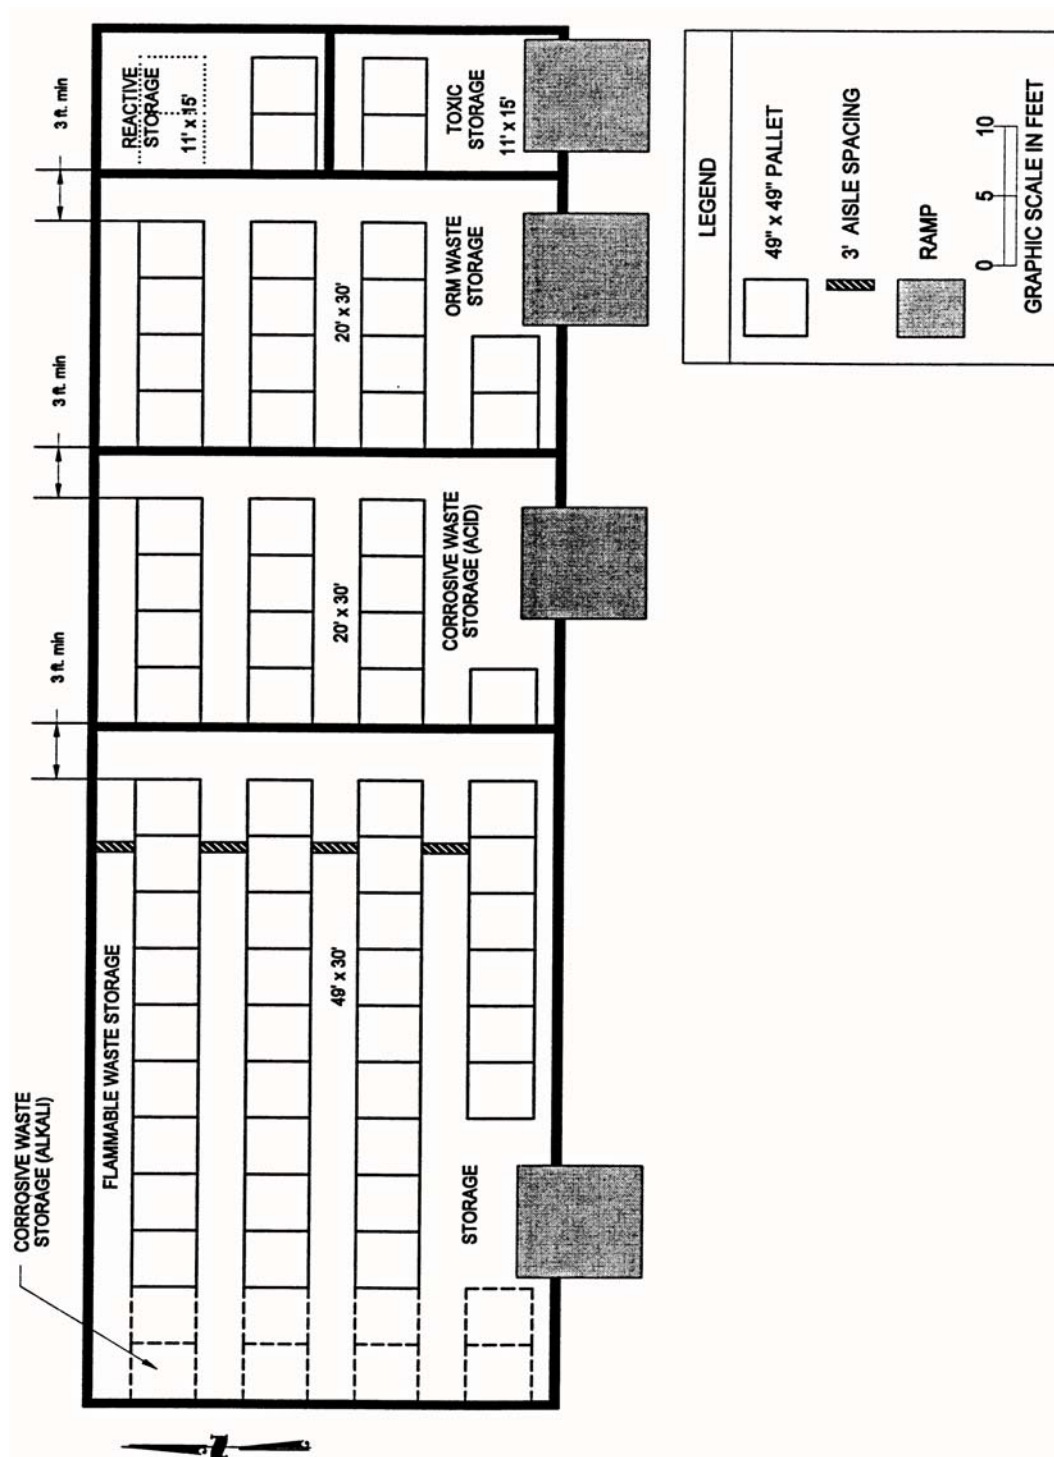 3 ft. min
REACTIVE
STORAGE
11' x 15'
TOXIC
STORAGE
11' x 15'
3 ft. min
20' x 30'
ORM WASTE
STORAGE
3 ft. min
20' x 30'
CORROSIVE WASTE
STORAGE (ACID)
CORROSIVE WASTE
STORAGE (ALKALI)
FLAMMABLE WASTE STORAGE
49' x 30'
STORAGE
LEGEND
49" x 49" PALLET
3' AISLE SPACING
RAMP
0 5 10
GRAPHIC SCALE IN FEET
N